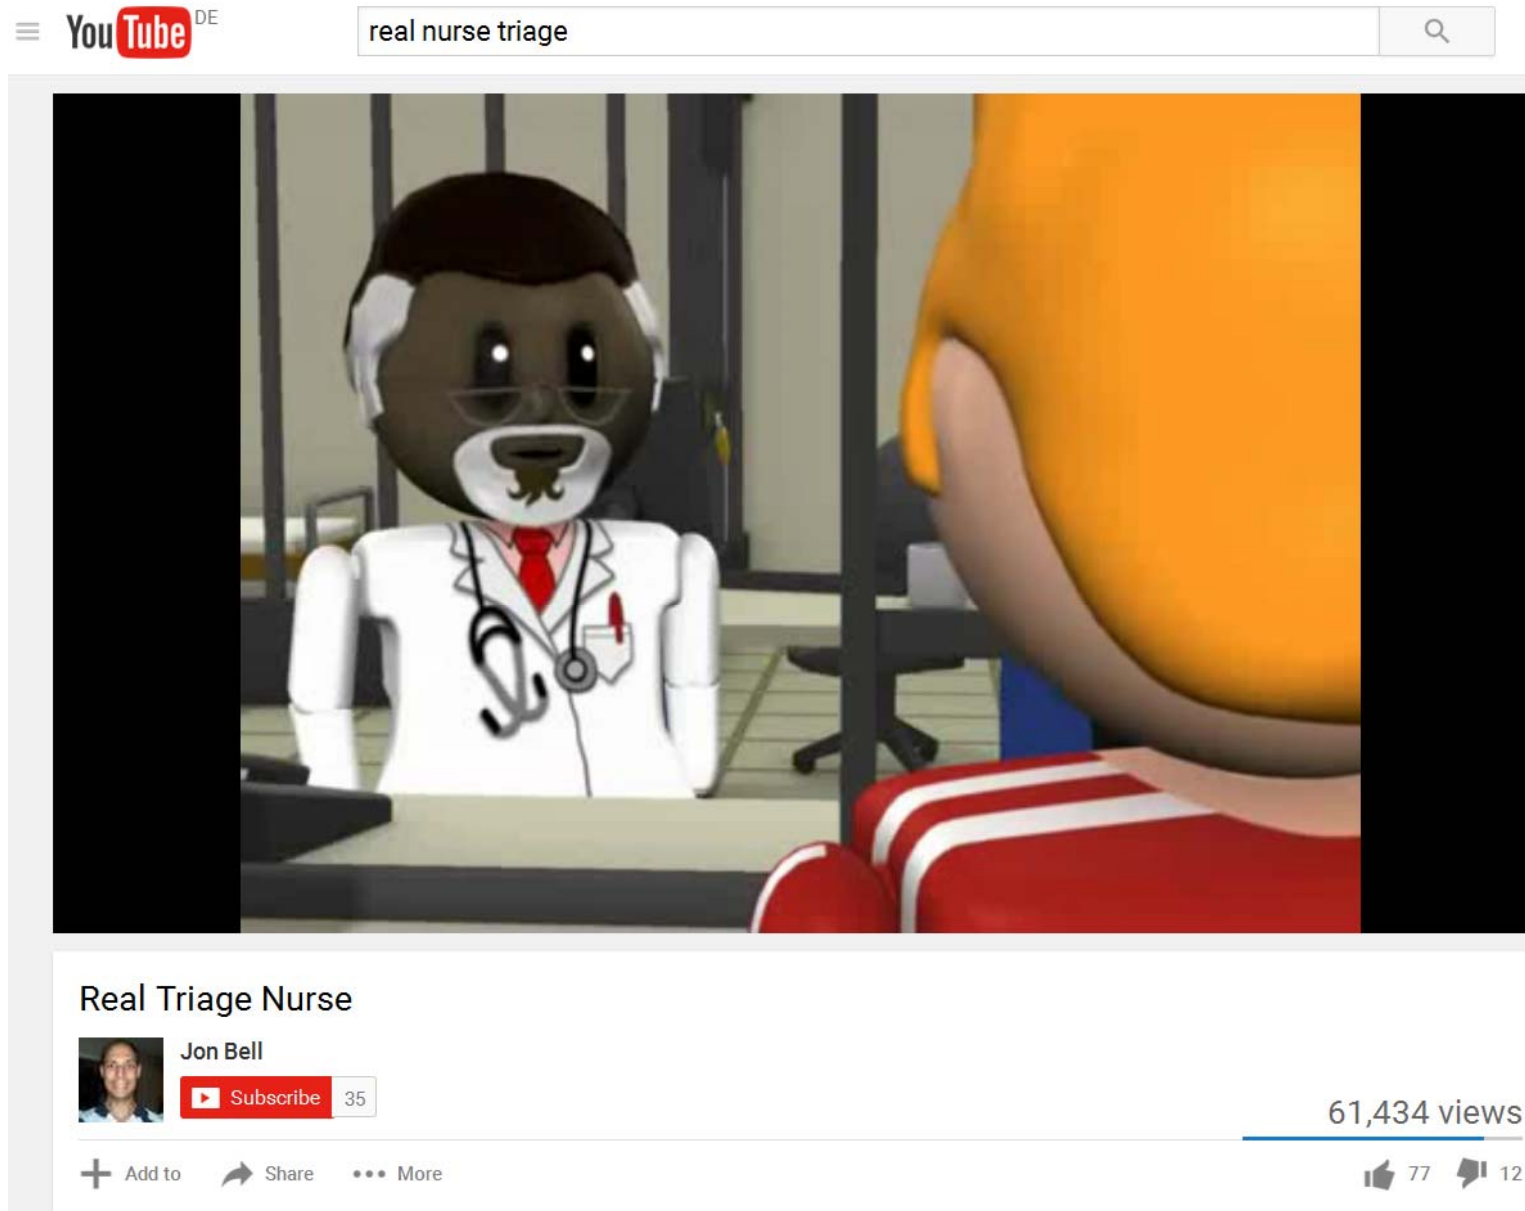 YouTube DE
real nurse triage
Real Triage Nurse
Jon Bell
Subscribe 35
61,434 views
Add to Share More
77 12